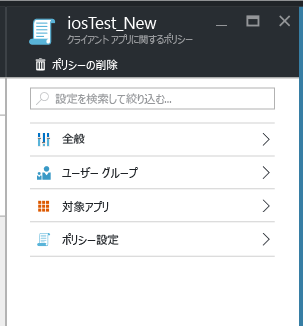 iosTest_New
クライアント アプリに関するポリシー
ポリシーの削除
設定を検索して絞り込む...
全般
ユーザー グループ
対象アプリ
ポリシー設定